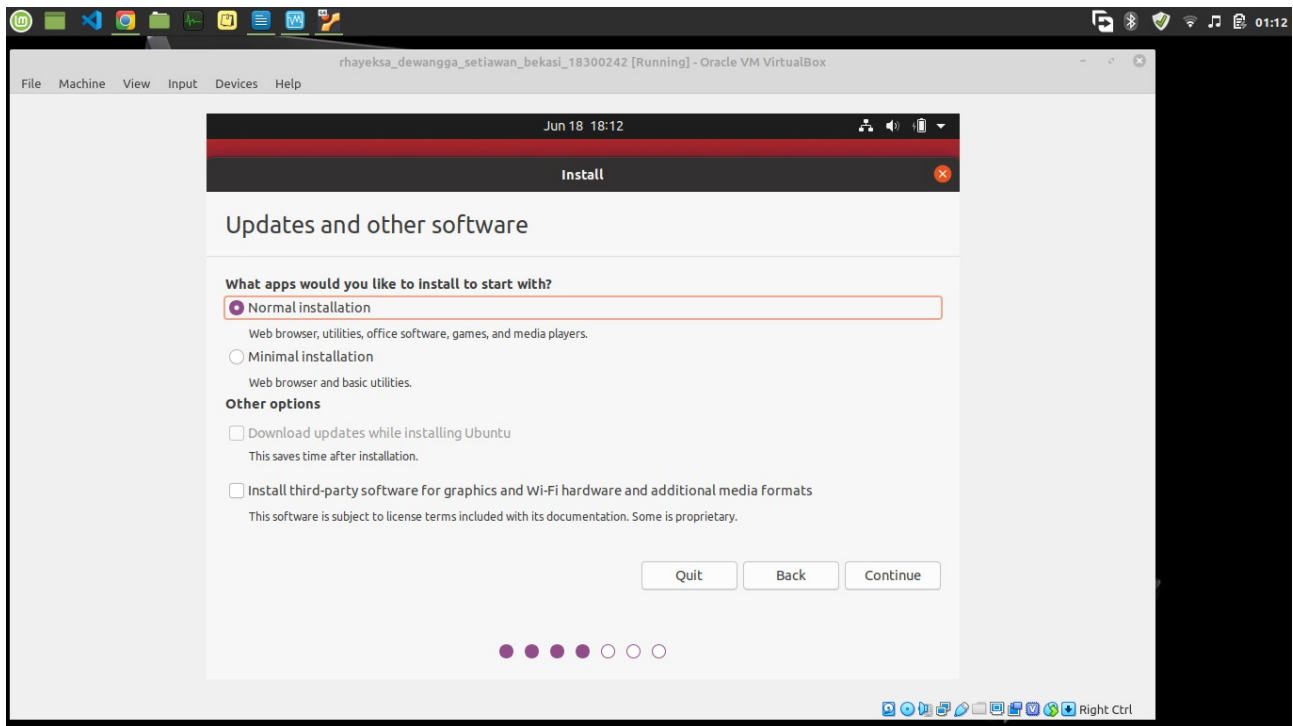 01:12
rhayeksa_dewangga_setiawan_bekasi_18300242 [Running] - Oracle VM VirtualBox
File Machine View Input Devices Help
Jun 18 18:12
Install
Updates and other software
What apps would you like to install to start with?
Normal installation
Web browser, utilities, office software, games, and media players.
Minimal installation
Web browser and basic utilities.
Other options
Download updates while installing Ubuntu
This saves time after installation.
Install third-party software for graphics and Wi-Fi hardware and additional media formats
This software is subject to license terms included with its documentation. Some is proprietary.
Quit Back Continue
Right Ctrl